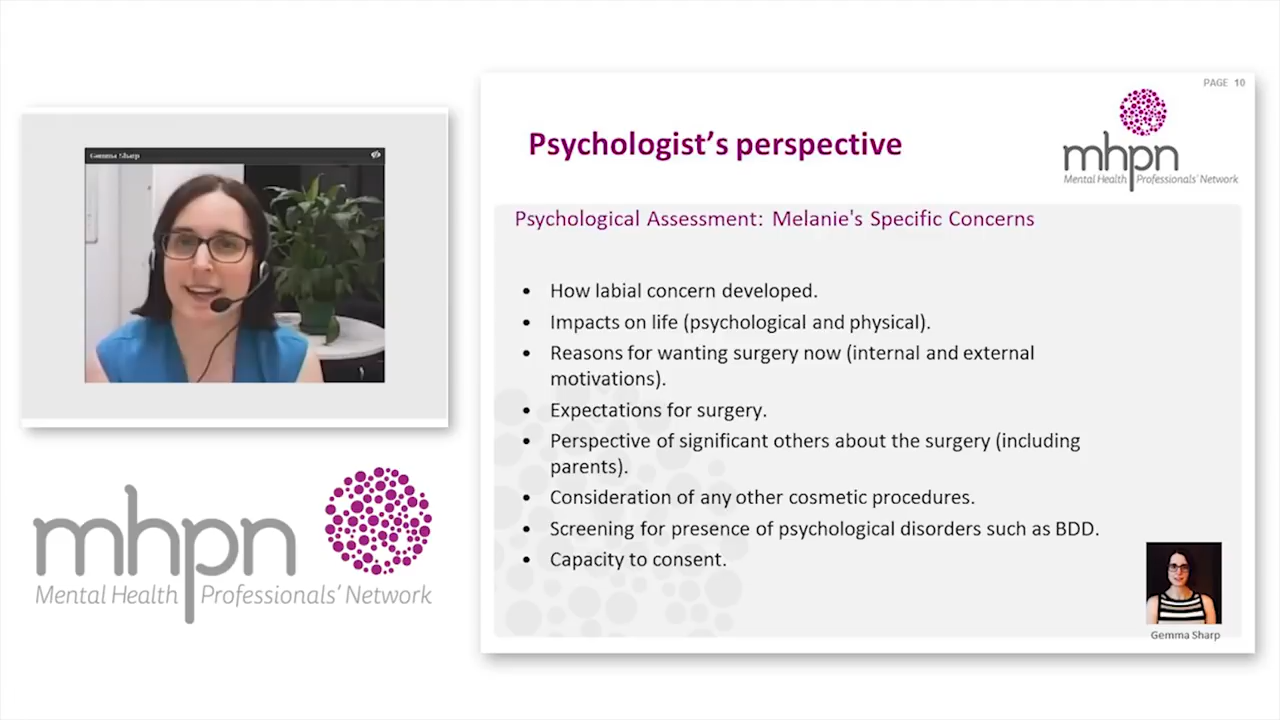 Gemma Sharp
mhpn
Mental Health Professionals' Network
PAGE 10
Psychologist's perspective
mhpn
Mental Health Professionals' Network
Psychological Assessment: Melanie's Specific Concerns
• How labial concern developed.
• Impacts on life (psychological and physical).
• Reasons for wanting surgery now (internal and external
motivations).
• Expectations for surgery.
• Perspective of significant others about the surgery (including
parents).
• Consideration of any other cosmetic procedures.
• Screening for presence of psychological disorders such as BDD.
• Capacity to consent.
Gemma Sharp